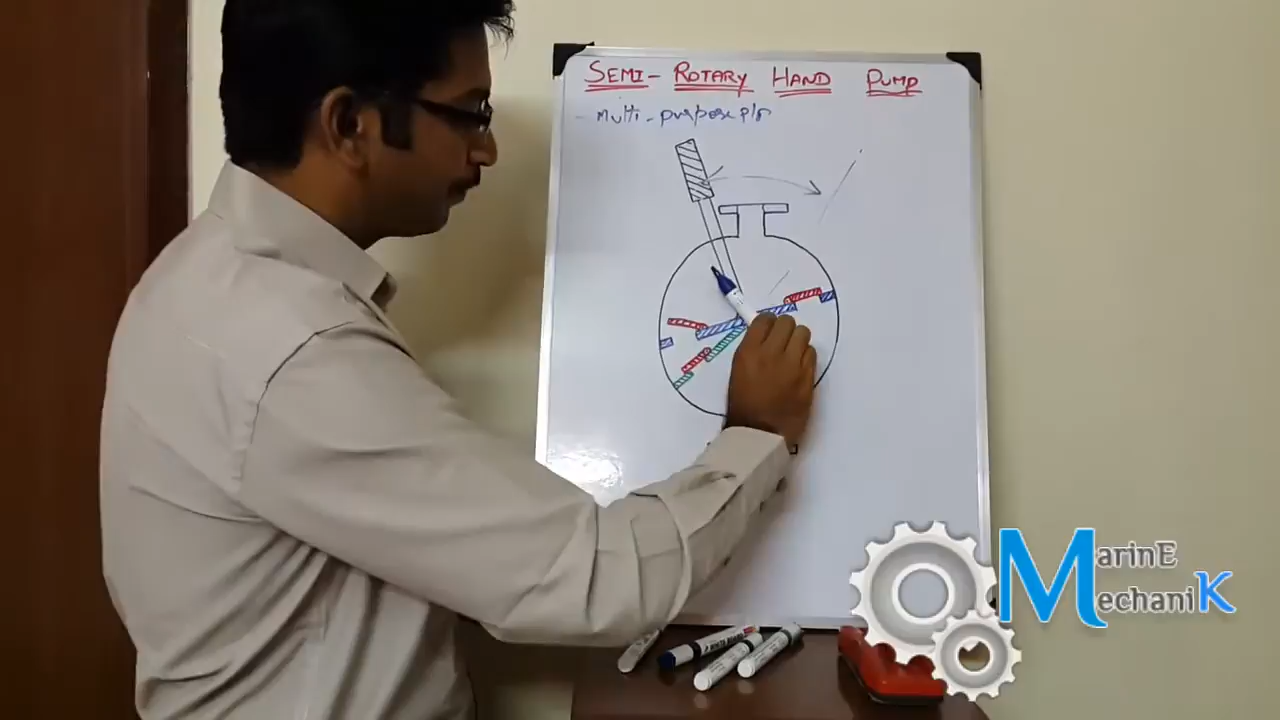 SEMI-ROTARY HAND PUMP
- Multi-purpose p/p
MarinE
MechaniK